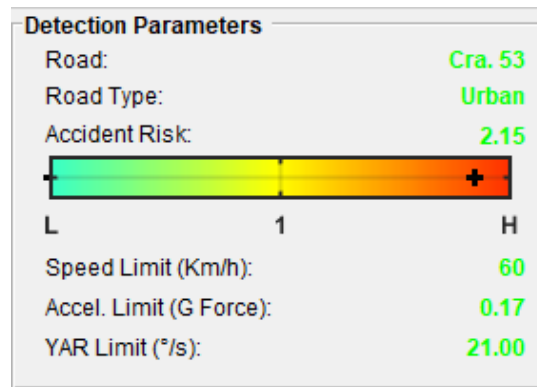 Detection Parameters
Road: Cra. 53
Road Type: Urban
Accident Risk: 2.15
L 1 H
Speed Limit (Km/h): 60
Accel. Limit (G Force): 0.17
YAR Limit (°/s): 21.00